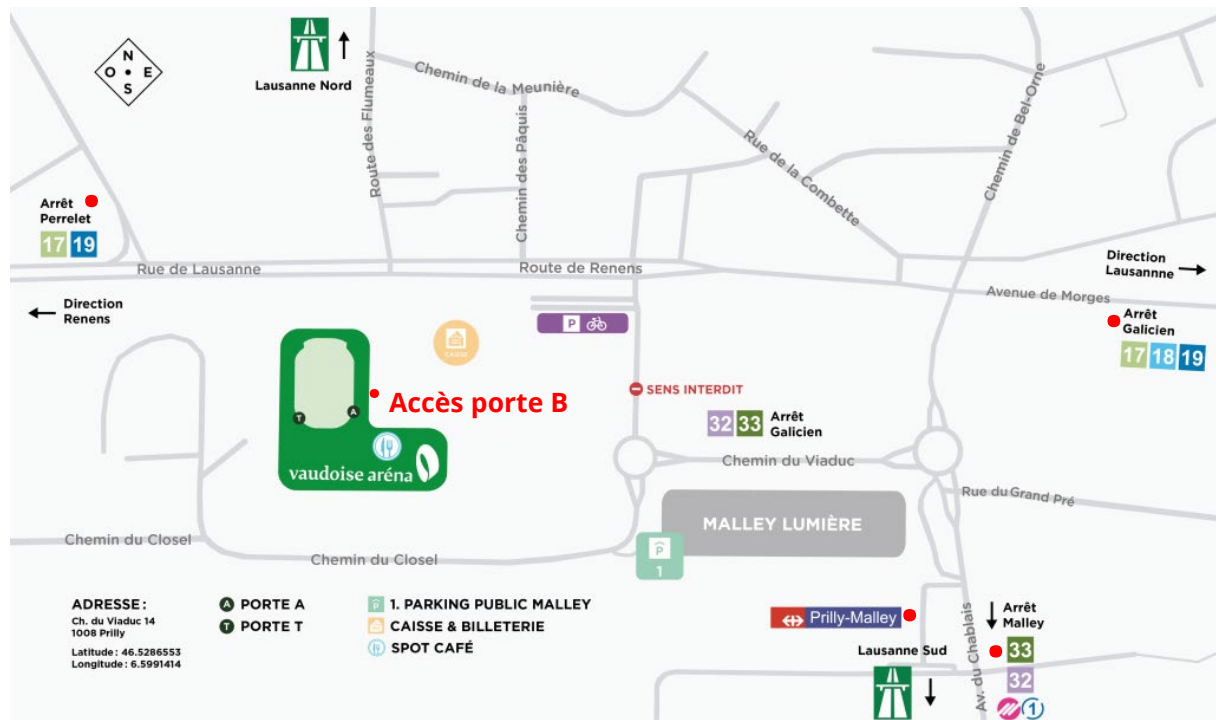 N
O E
S
Lausanne Nord
Route des Flumeaux
Chemin de la Meunière
Chemin des Pâquis
Rue de la Combette
Chemin de Bel-Orne
Arrêt
Perrelet
17 19
Rue de Lausanne
Route de Renens
Direction
Lausannne
Avenue de Morges
Direction
Renens
Arrêt
Galicien
17 18 19
P
CAISSE
Accès porte B
SENS INTERDIT
T
A
32 33
Arrêt
Galicien
vaudoise aréna
Chemin du Viaduc
Rue du Grand Pré
MALLEY LUMIÈRE
Chemin du Closel
Chemin du Closel
P
1
ADRESSE :
Ch. du Viaduc 14
1008 Prilly
Latitude : 46.5286553
Longitude : 6.5991414
A PORTE A
T PORTE T
P 1. PARKING PUBLIC MALLEY
CAISSE & BILLETERIE
SPOT CAFÉ
Prilly-Malley
Arrêt
Malley
33
32
1
Lausanne Sud
Av. du Chablais